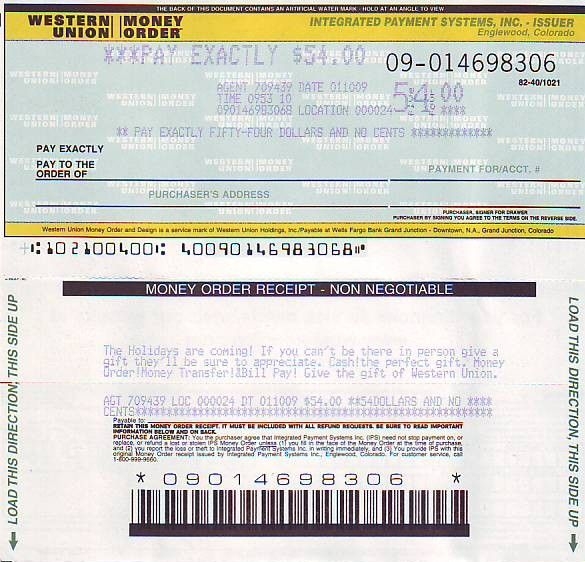 THE BACK OF THIS DOCUMENT CONTAINS AN ARTIFICIAL WATER MARK - HOLD AT AN ANGLE TO VIEW
WESTERN UNION MONEY ORDER
INTEGRATED PAYMENT SYSTEMS, INC. - ISSUER
Englewood, Colorado
***PAY EXACTLY $54.00
09-014698306
82-40/1021
AGENT 709439 DATE 011009
TIME 0953 10
090146983068 LOCATION 000024 54.00 ****
** PAY EXACTLY FIFTY-FOUR DOLLARS AND NO CENTS *************
PAY EXACTLY
PAY TO THE ORDER OF
PAYMENT FOR/ACCT. #
PURCHASER'S ADDRESS
PURCHASER, SIGNER FOR DRAWER
PURCHASER BY SIGNING YOU AGREE TO THE TERMS ON THE REVERSE SIDE.
Western Union Money Order and Design is a service mark of Western Union Holdings, Inc./Payable at Wells Fargo Bank Grand Junction - Downtown, N.A., Grand Junction, Colorado
⑆102100400⑆ 40090146983068⑈
MONEY ORDER RECEIPT - NON NEGOTIABLE
The Holidays are coming! If you can't be there in person give a
gift they'll be sure to appreciate. Cash!the perfect gift. Money
Order!Money Transfer!&Bill Pay! Give the gift of Western Union.
AGT 709439 LOC 000024 DT 011009 $54.00 **54DOLLARS AND NO ****
CENTS
Payable to:
RETAIN THIS MONEY ORDER RECEIPT. IT MUST BE INCLUDED WITH ALL REFUND REQUESTS. BE SURE TO READ IMPORTANT
INFORMATION BELOW AND ON BACK.
PURCHASE AGREEMENT: You the purchaser agree that Integrated Payment Systems Inc. (IPS) need not stop payment on, or
replace, or refund a lost or stolen IPS Money Order unless (1) you fill in the face of the Money Order at the time of purchase,
and (2) you report the loss or theft to Integrated Payment Systems Inc. in writing immediately, and (3) You provide IPS with this
original Money Order receipt issued by Integrated Payment Systems Inc., Englewood, Colorado. For customer service, call
1-800-999-9660.
* 09014698306 *
LOAD THIS DIRECTION, THIS SIDE UP
LOAD THIS DIRECTION, THIS SIDE UP